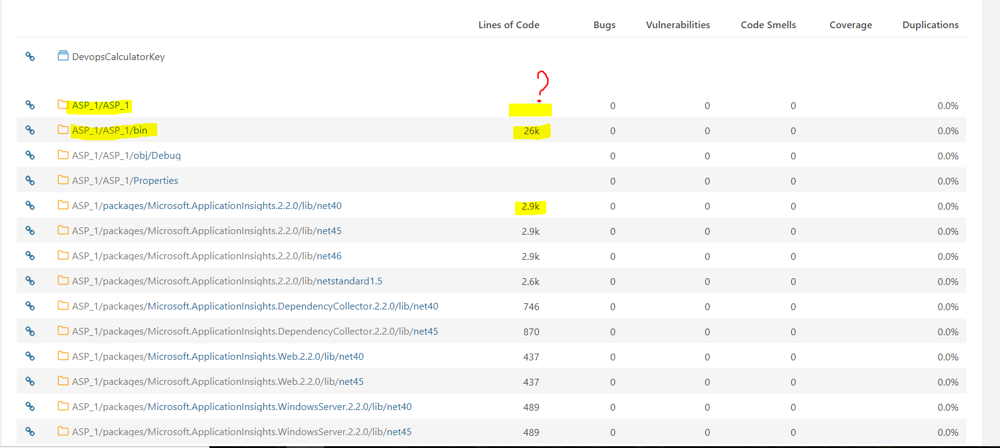 Lines of Code Bugs Vulnerabilities Code Smells Coverage Duplications
DevopsCalculatorKey
?
ASP_1/ASP_1 0 0 0 0.0%
ASP_1/ASP_1/bin 26k 0 0 0 0.0%
ASP_1/ASP_1/obj/Debug 0 0 0 0.0%
ASP_1/ASP_1/Properties 0 0 0 0.0%
ASP_1/packages/Microsoft.ApplicationInsights.2.2.0/lib/net40 2.9k 0 0 0 0.0%
ASP_1/packages/Microsoft.ApplicationInsights.2.2.0/lib/net45 2.9k 0 0 0 0.0%
ASP_1/packages/Microsoft.ApplicationInsights.2.2.0/lib/net46 2.9k 0 0 0 0.0%
ASP_1/packages/Microsoft.ApplicationInsights.2.2.0/lib/netstandard1.5 2.6k 0 0 0 0.0%
ASP_1/packages/Microsoft.ApplicationInsights.DependencyCollector.2.2.0/lib/net40 746 0 0 0 0.0%
ASP_1/packages/Microsoft.ApplicationInsights.DependencyCollector.2.2.0/lib/net45 870 0 0 0 0.0%
ASP_1/packages/Microsoft.ApplicationInsights.Web.2.2.0/lib/net40 437 0 0 0 0.0%
ASP_1/packages/Microsoft.ApplicationInsights.Web.2.2.0/lib/net45 437 0 0 0 0.0%
ASP_1/packages/Microsoft.ApplicationInsights.WindowsServer.2.2.0/lib/net40 489 0 0 0 0.0%
ASP_1/packages/Microsoft.ApplicationInsights.WindowsServer.2.2.0/lib/net45 489 0 0 0 0.0%